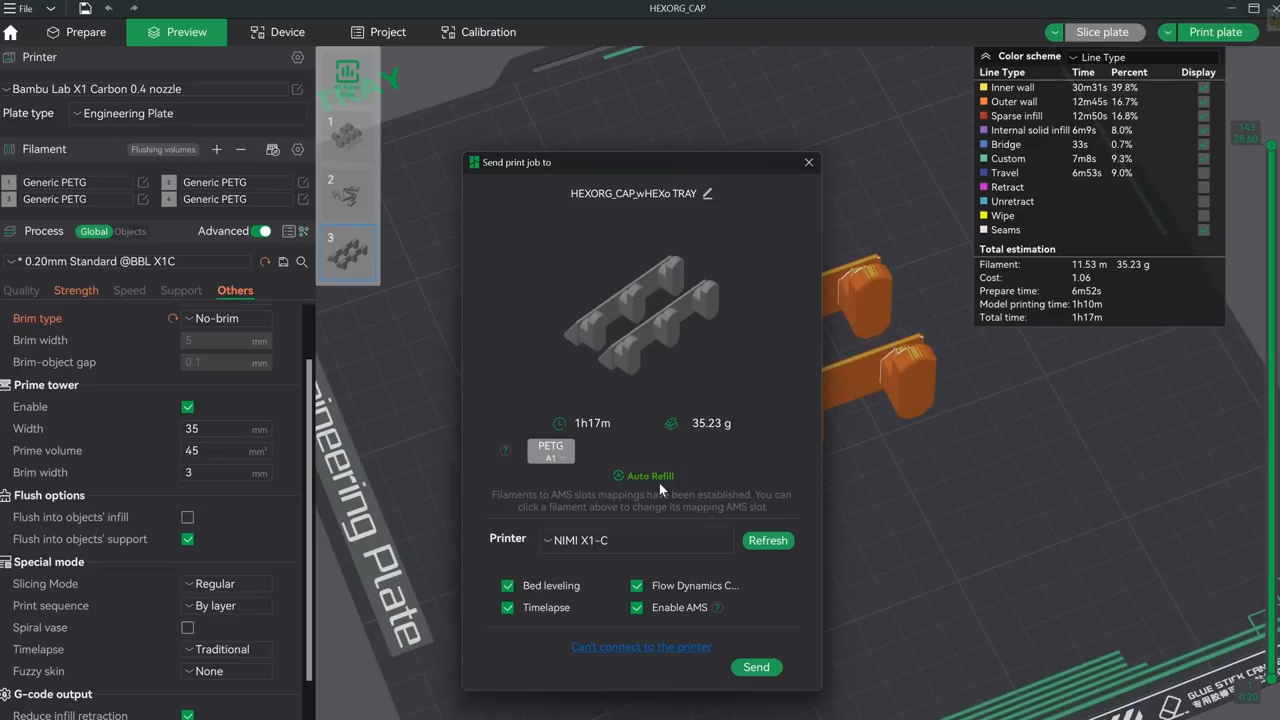 File
HEXORG_CAP
Prepare
Preview
Device
Project
Calibration
Slice plate
Print plate
Printer
Bambu Lab X1 Carbon 0.4 nozzle
Plate type
Engineering Plate
Filament
Flushing volumes
1 Generic PETG
2 Generic PETG
3 Generic PETG
4 Generic PETG
Process
Global
Objects
Advanced
* 0.20mm Standard @BBL X1C
Quality
Strength
Speed
Support
Others
Brim type
No-brim
Brim width
5 mm
Brim-object gap
0.1 mm
Prime tower
Enable
Width
35 mm
Prime volume
45 mm³
Brim width
3 mm
Flush options
Flush into objects' infill
Flush into objects' support
Special mode
Slicing Mode
Regular
Print sequence
By layer
Spiral vase
Timelapse
Traditional
Fuzzy skin
None
G-code output
Reduce infill retraction
TRAY
1
2
3
gineering Plate
Send print job to
HEXORG_CAP_wHEXo TRAY
1h17m
35.23 g
PETG
A1
Auto Refill
Filaments to AMS slots mappings have been established. You can
click a filament above to change its mapping AMS slot
Printer
NIMI X1-C
Refresh
Bed leveling
Flow Dynamics C...
Timelapse
Enable AMS
Can't connect to the printer
Send
Color scheme
Line Type
Line Type Time Percent Display
Inner wall 30m31s 39.8%
Outer wall 12m45s 16.7%
Sparse infill 12m50s 16.8%
Internal solid infill 6m9s 8.0%
Bridge 33s 0.7%
Custom 7m8s 9.3%
Travel 6m53s 9.0%
Retract
Unretract
Wipe
Seams
Total estimation
Filament: 11.53 m 35.23 g
Cost: 1.06
Prepare time: 6m52s
Model printing time: 1h10m
Total time: 1h17m
143
28.60
1
0.20
GLUE STICK CAN